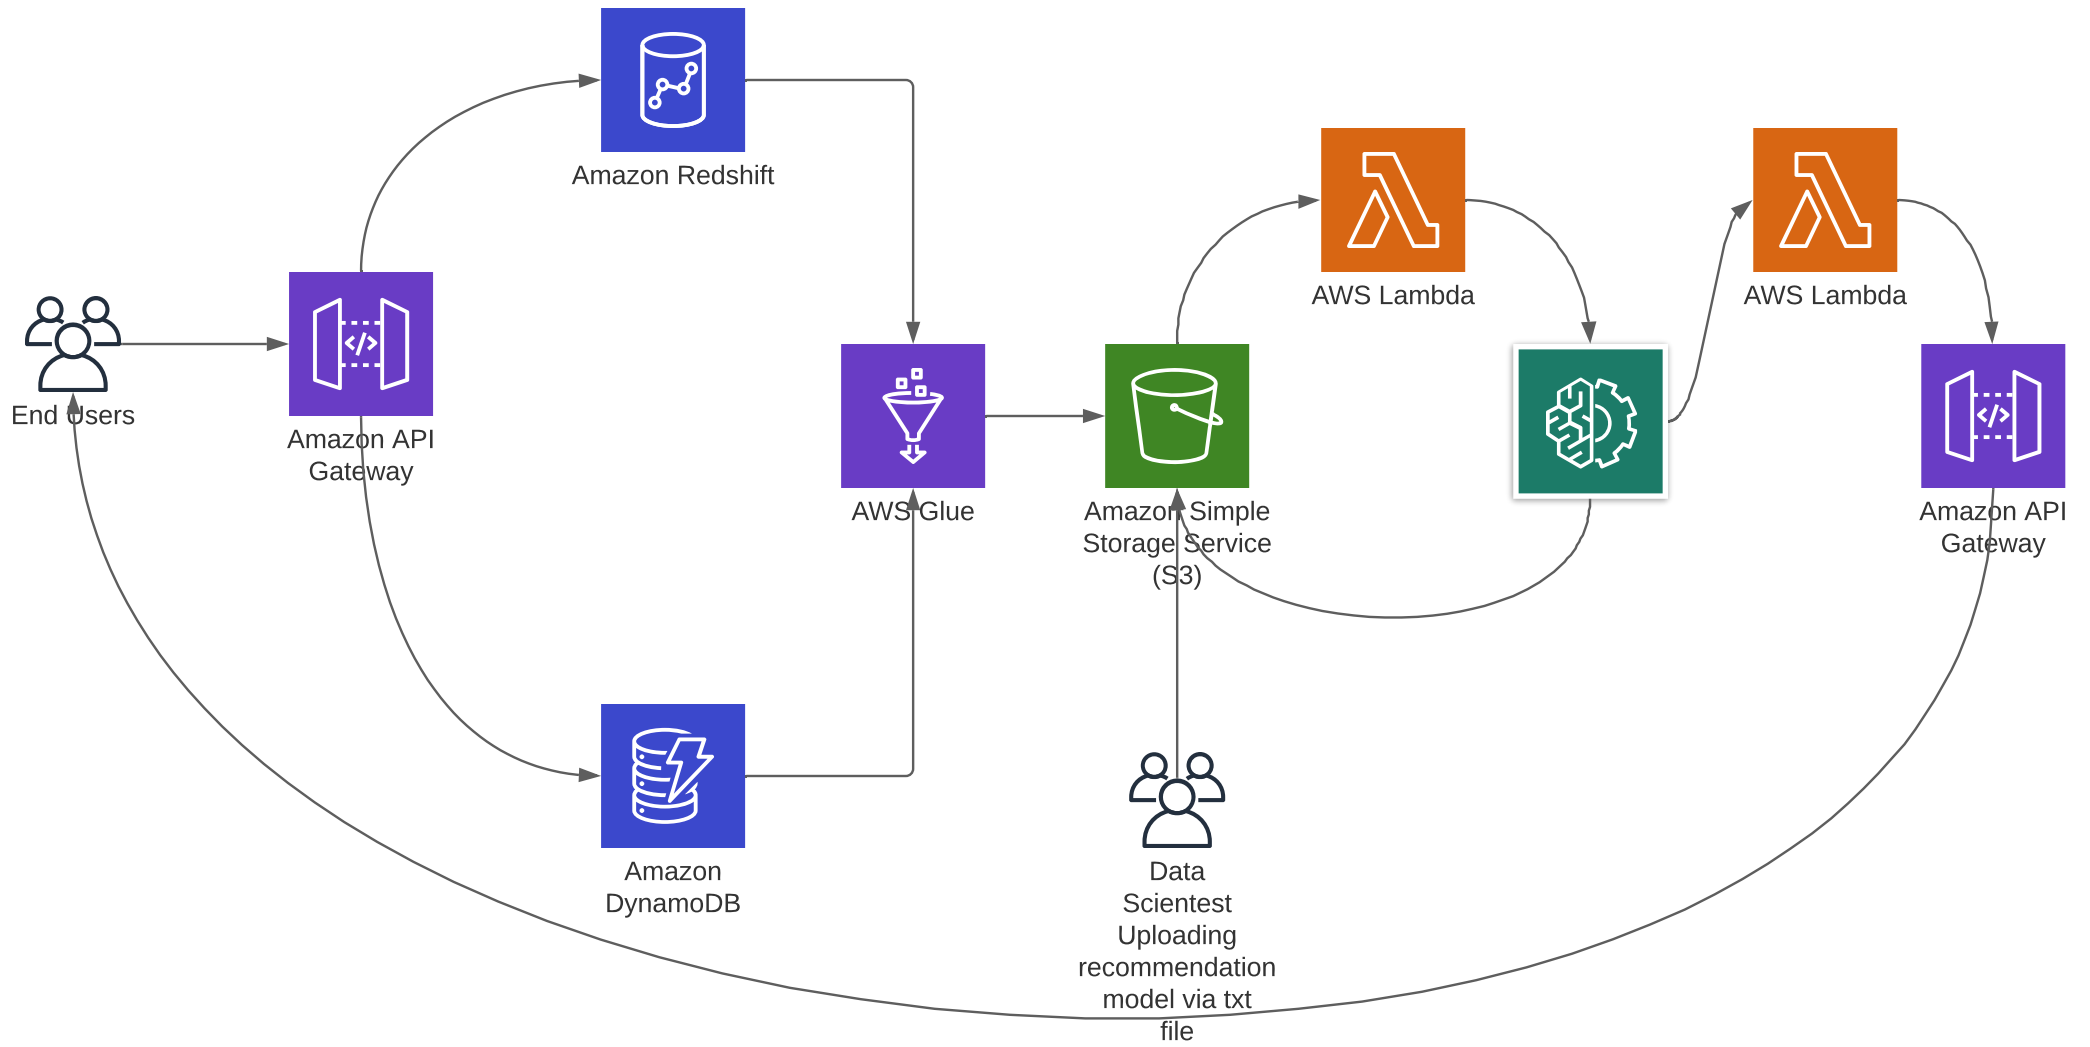 Amazon Redshift
AWS Lambda
AWS Lambda
End Users
Amazon API
Gateway
AWS Glue
Amazon Simple
Storage Service
(S3)
Amazon API
Gateway
Amazon
DynamoDB
Data
Scientest
Uploading
recommendation
model via txt
file